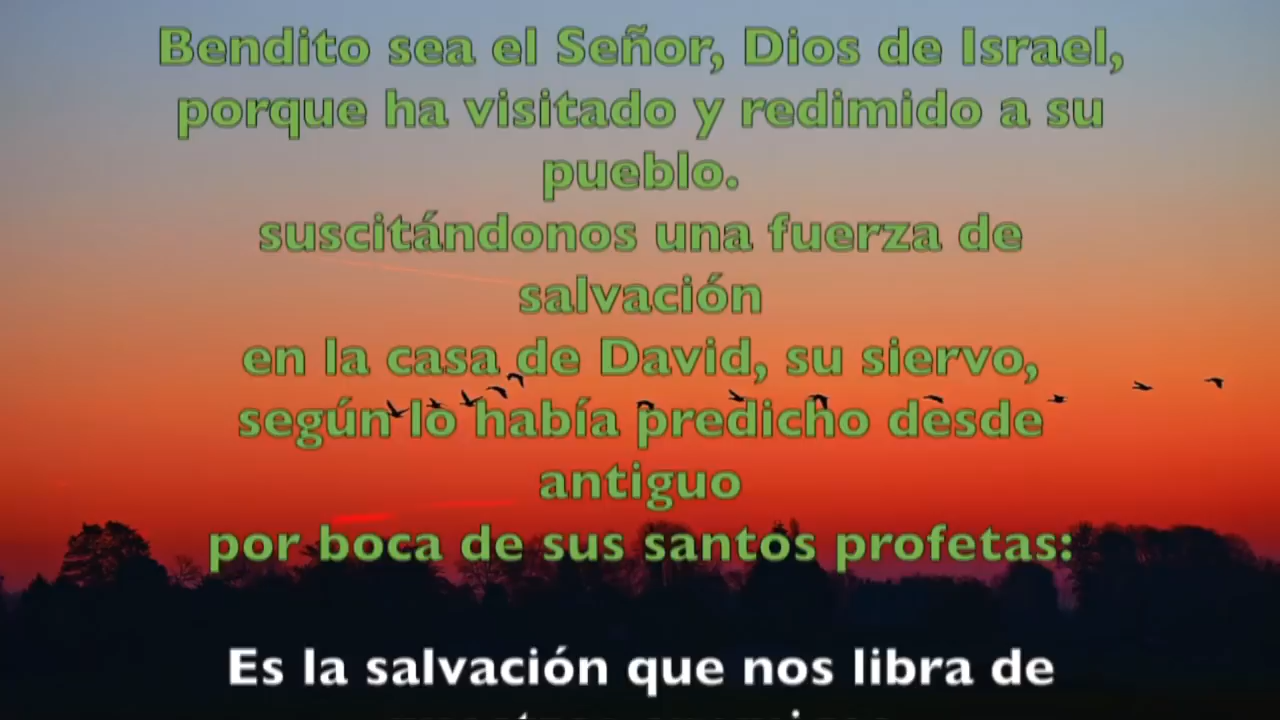 Bendito sea el Señor, Dios de Israel,
porque ha visitado y redimido a su
pueblo.
suscitándonos una fuerza de
salvación
en la casa de David, su siervo,
según lo había predicho desde
antiguo
por boca de sus santos profetas:
Es la salvación que nos libra de